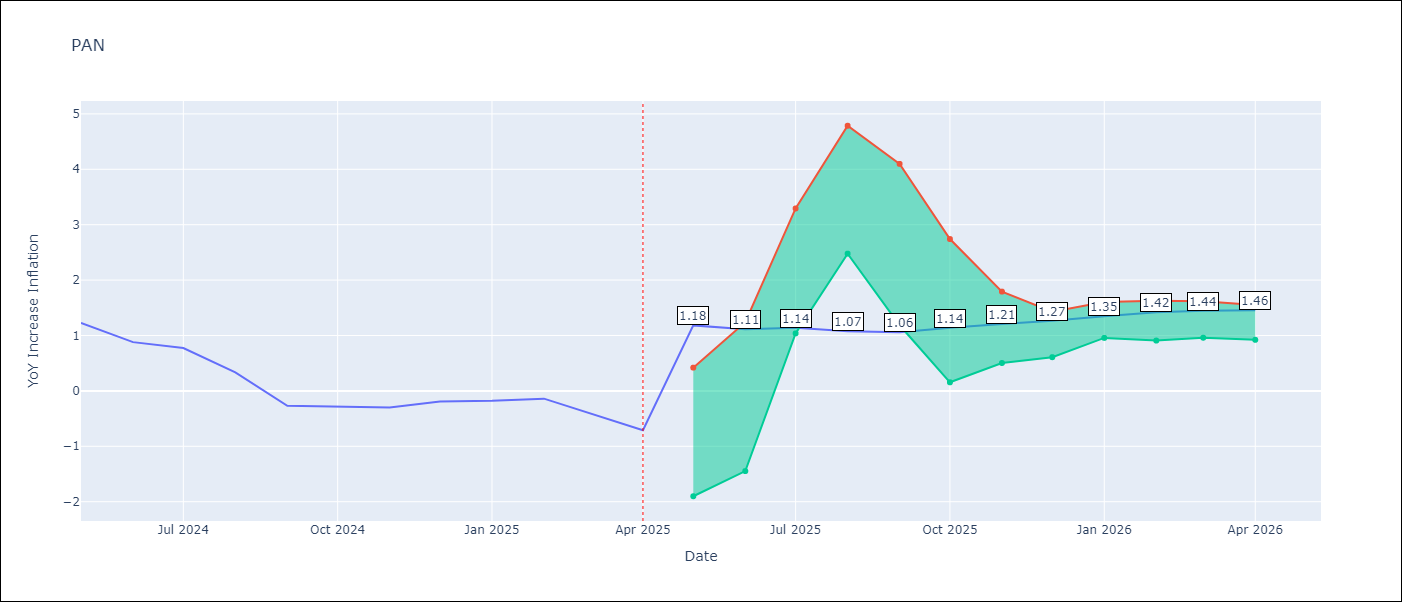 PAN
YoY Increase Inflation
5
4
3
2
1
0
−1
−2
1.18
1.11
1.14
1.07
1.06
1.14
1.21
1.27
1.35
1.42
1.44
1.46
Jul 2024
Oct 2024
Jan 2025
Apr 2025
Jul 2025
Oct 2025
Jan 2026
Apr 2026
Date